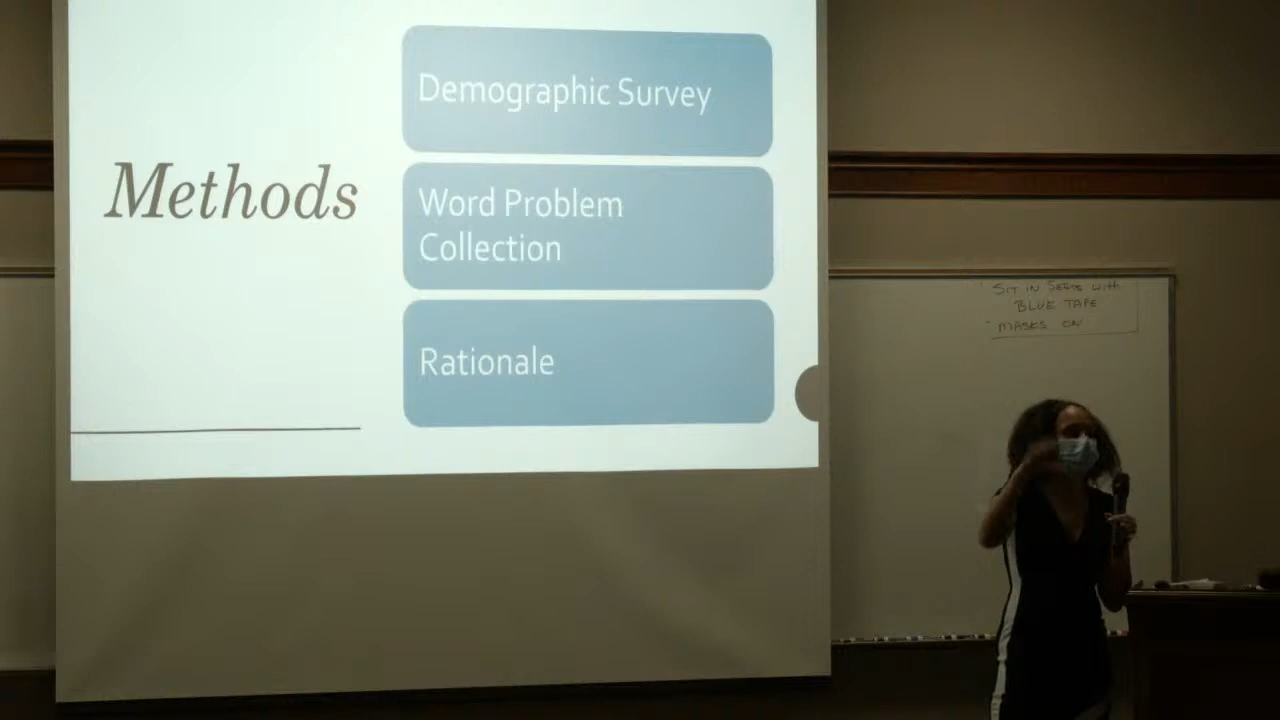 Methods
Demographic Survey
Word Problem
Collection
Rationale
SIT IN SEATS WITH
BLUE TAPE
MASKS ON